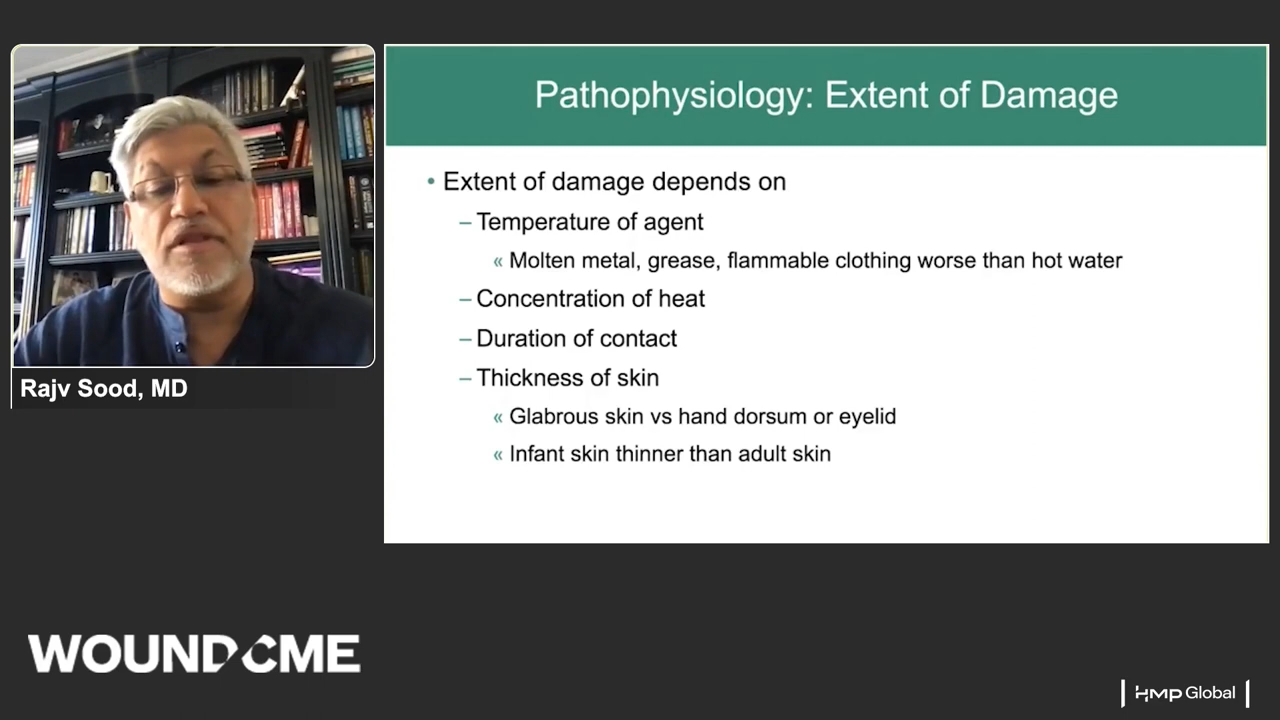 Pathophysiology: Extent of Damage
• Extent of damage depends on
– Temperature of agent
« Molten metal, grease, flammable clothing worse than hot water
– Concentration of heat
– Duration of contact
– Thickness of skin
« Glabrous skin vs hand dorsum or eyelid
« Infant skin thinner than adult skin
Rajv Sood, MD
WOUNDCME
HMP Global